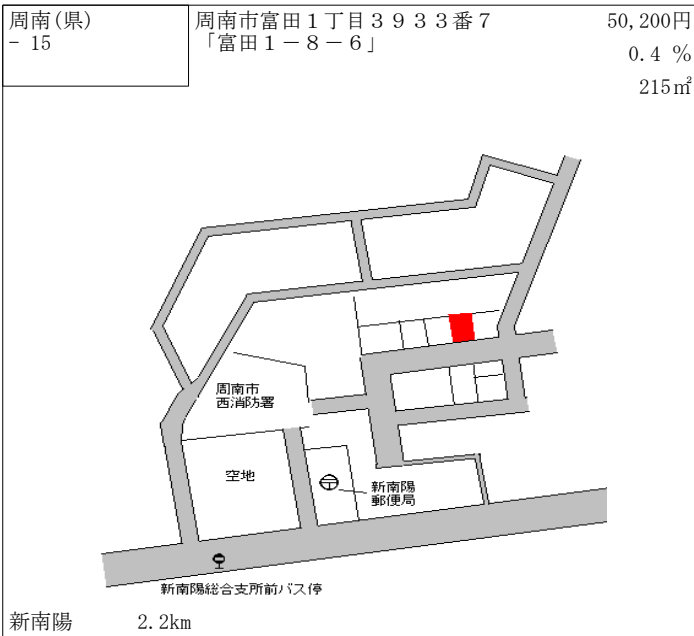 周南(県)
- 15
周南市富田１丁目３９３３番７
「富田１－８－６」
50,200円
0.4 %
215㎡
周南市
西消防署
空地
新南陽
郵便局
新南陽総合支所前バス停
新南陽 2.2km